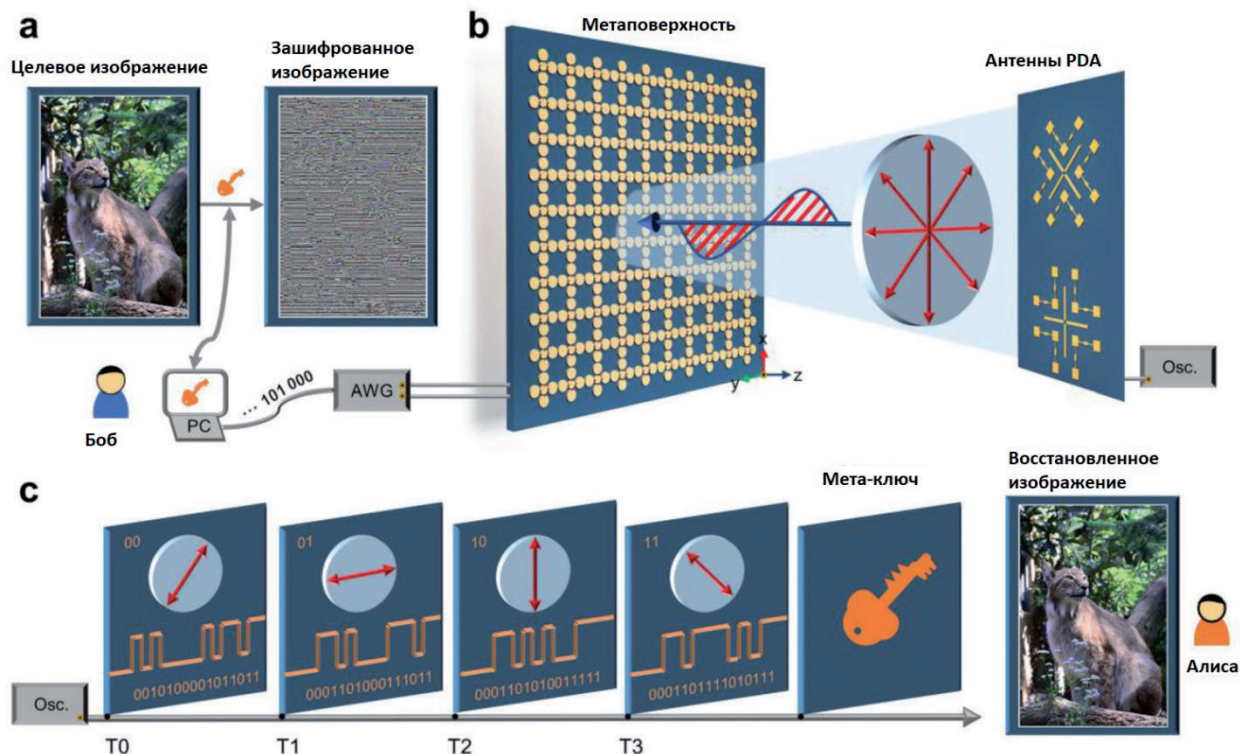 a
Целевое изображение
Зашифрованное
изображение
... 101 000
PC
AWG
Боб
b
Метаповерхность
Антенны PDA
x
y
z
Osc.
c
00
0010100001011011
01
0001101000111011
10
0001101010011111
11
0001101111010111
Мета-ключ
Восстановленное
изображение
Алиса
Osc.
T0
T1
T2
T3